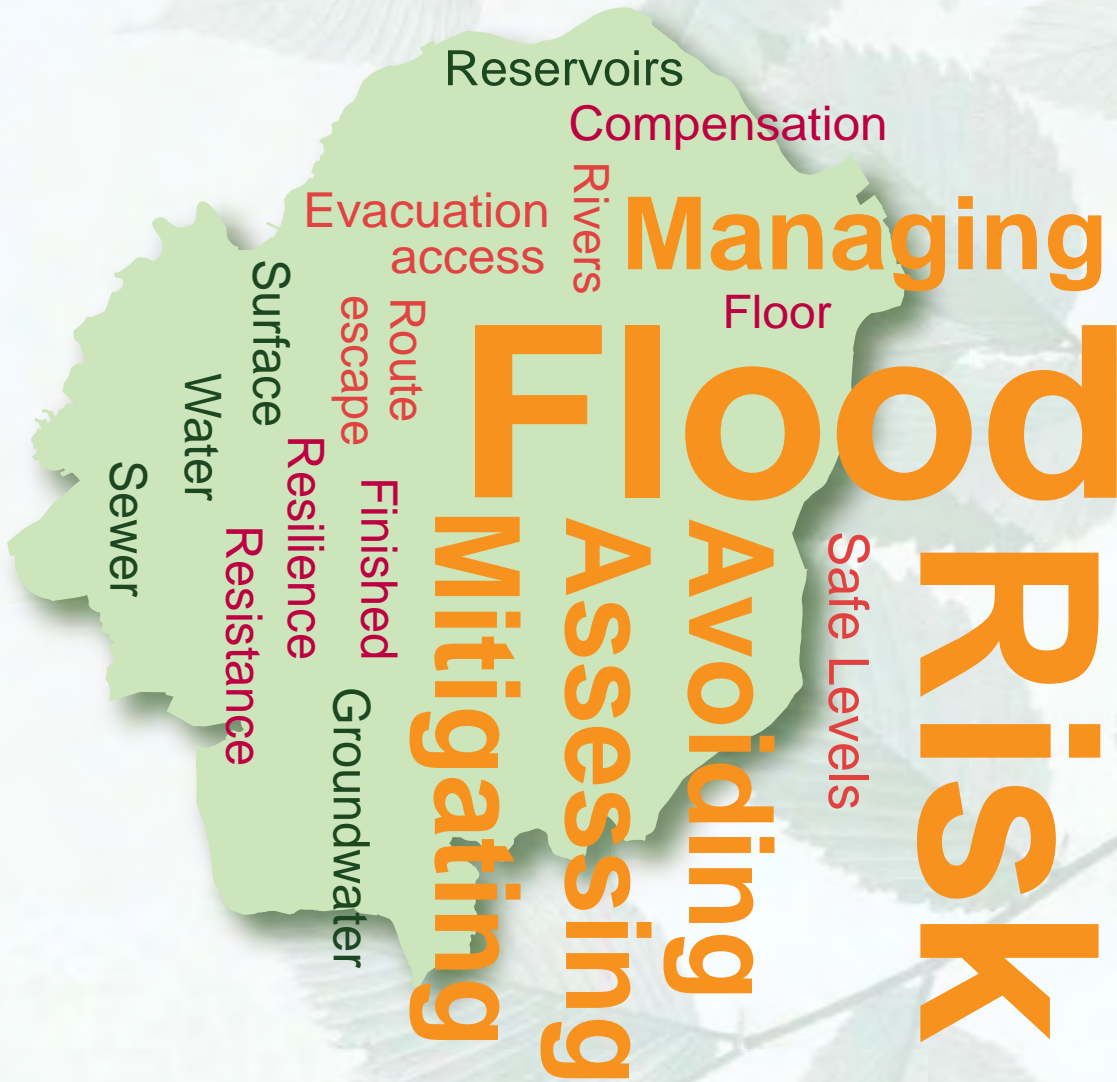 Reservoirs
Compensation
Rivers
Evacuation
access
Managing
Floor
Surface
Route
escape
Flood
Water
Sewer
Resilience
Resistance
Finished
Mitigating
Assessing
Avoiding
Safe Levels
Risk
Groundwater